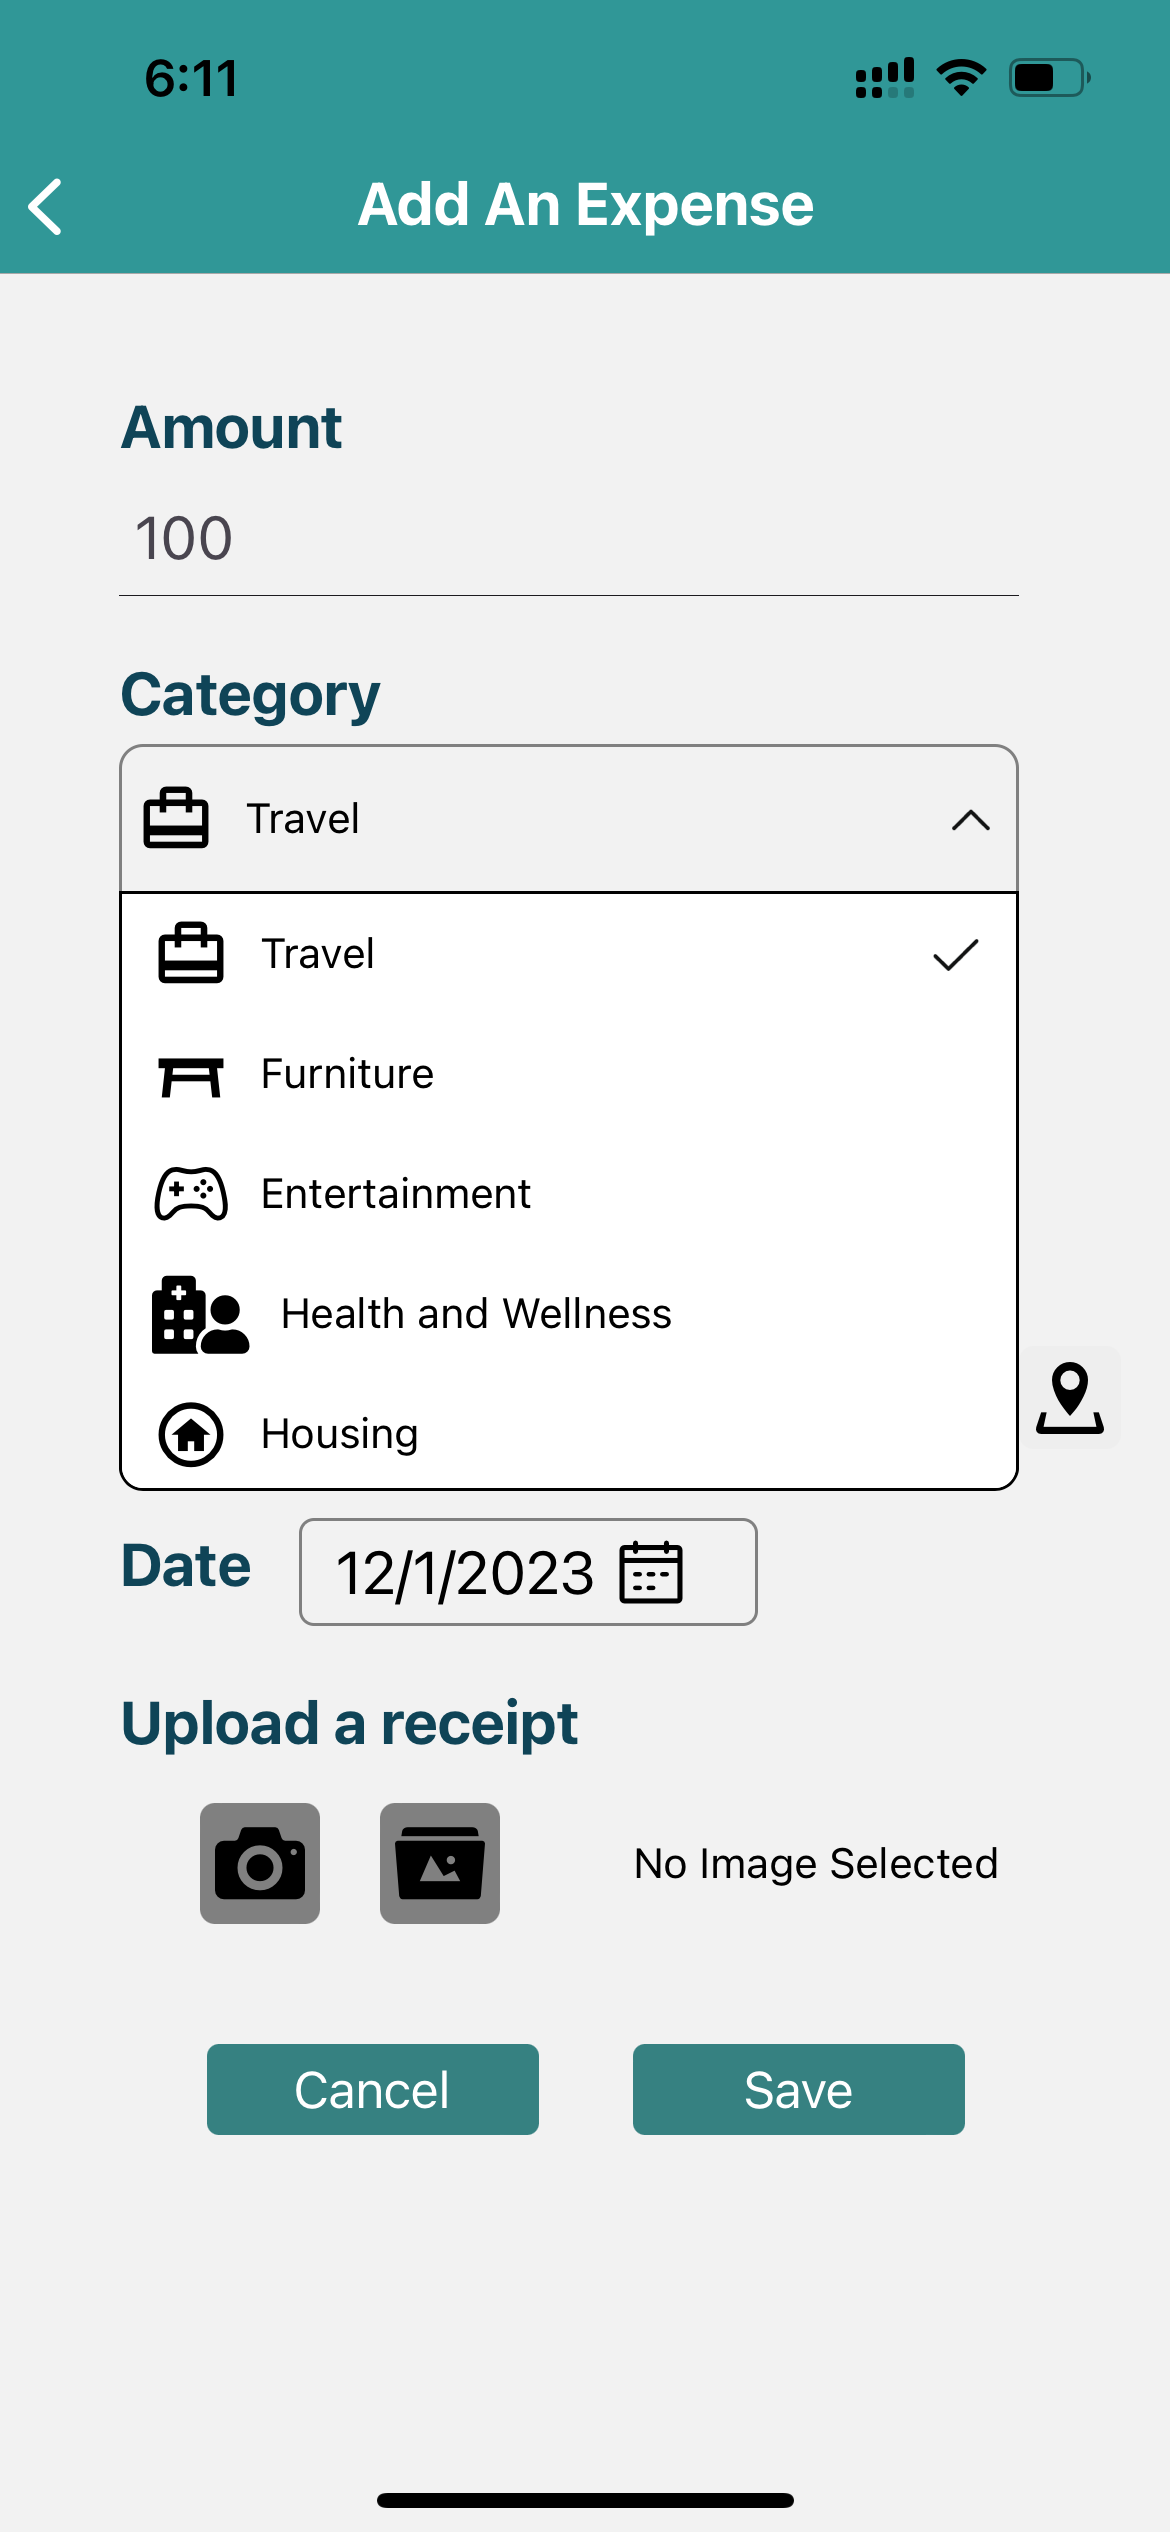 6:11
Add An Expense
Amount
100
Category
Travel
Travel
Furniture
Entertainment
Health and Wellness
Housing
Date
12/1/2023
Upload a receipt
No Image Selected
Cancel
Save